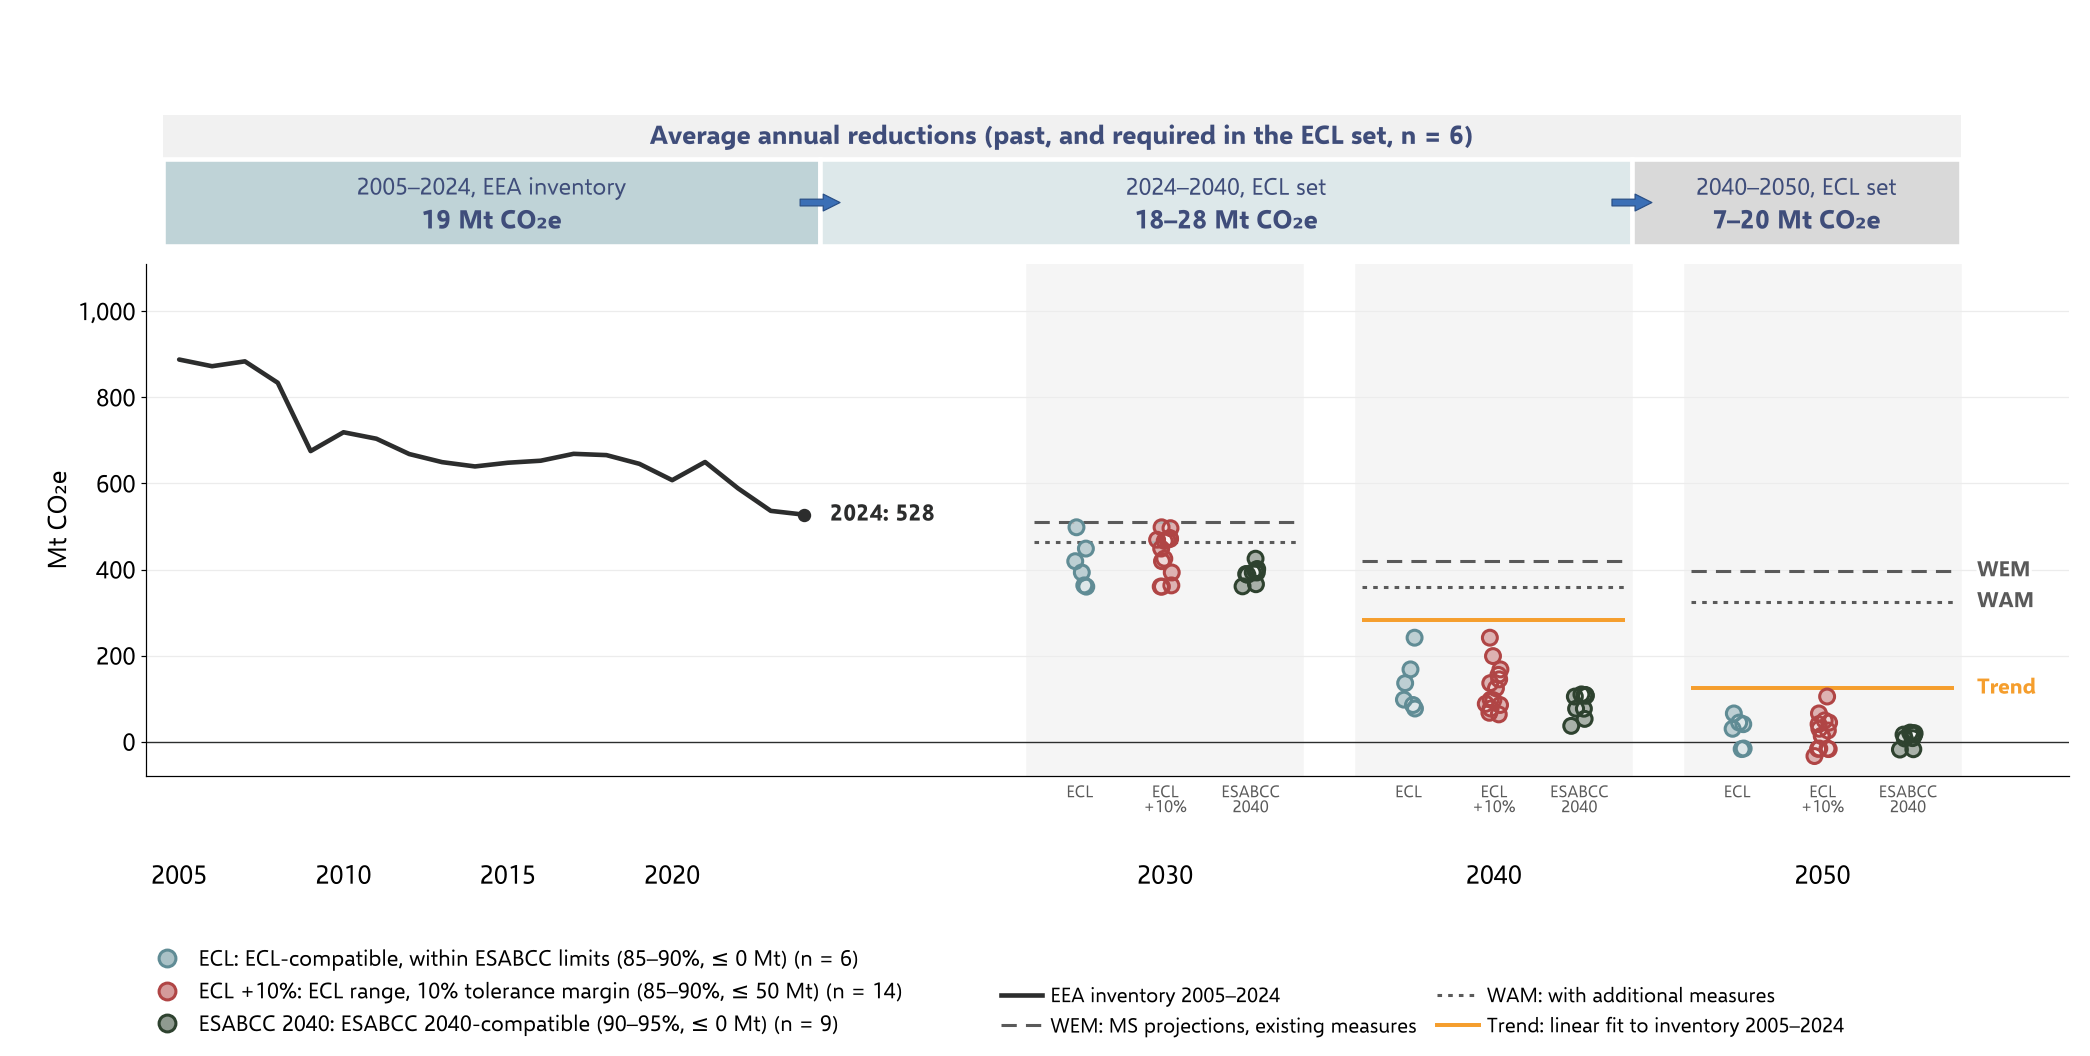 Average annual reductions (past, and required in the ECL set, n = 6)
2005–2024, EEA inventory
19 Mt CO₂e
2024–2040, ECL set
18–28 Mt CO₂e
2040–2050, ECL set
7–20 Mt CO₂e
Mt CO₂e
1,000
800
600
400
200
0
2024: 528
WEM
WAM
Trend
ECL
ECL
+10%
ESABCC
2040
ECL
ECL
+10%
ESABCC
2040
ECL
ECL
+10%
ESABCC
2040
2005
2010
2015
2020
2030
2040
2050
ECL: ECL-compatible, within ESABCC limits (85–90%, ≤ 0 Mt) (n = 6)
ECL +10%: ECL range, 10% tolerance margin (85–90%, ≤ 50 Mt) (n = 14)
ESABCC 2040: ESABCC 2040-compatible (90–95%, ≤ 0 Mt) (n = 9)
EEA inventory 2005–2024
WEM: MS projections, existing measures
WAM: with additional measures
Trend: linear fit to inventory 2005–2024